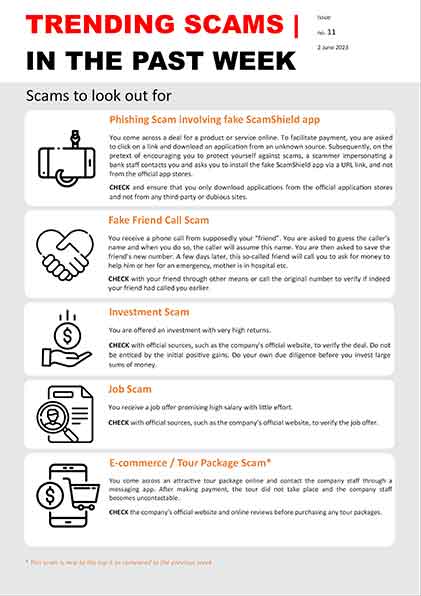 TRENDING SCAMS |
Issue
no. 11
2 June 2023
IN THE PAST WEEK
Scams to look out for
Phishing Scam involving fake ScamShield app
You come across a deal for a product or service online. To facilitate payment, you are asked
to click on a link and download an application from an unknown source. Subsequently, on the
pretext of encouraging you to protect yourself against scams, a scammer impersonating a
bank staff contacts you and asks you to install the fake ScamShield app via a URL link, and not
from the official app stores.
CHECK and ensure that you only download applications from the official application stores
and not from any third-party or dubious sites.
Fake Friend Call Scam
You receive a phone call from supposedly your "friend". You are asked to guess the caller's
name and when you do so, the caller will assume this name. You are then asked to save the
friend's new number. A few days later, this so-called friend will call you to ask for money to
help him or her for an emergency, mother is in hospital etc.
CHECK with your friend through other means or call the original number to verify if indeed
your friend had called you earlier.
Investment Scam
You are offered an investment with very high returns.
CHECK with official sources, such as the company's official website, to verify the deal. Do not
be enticed by the initial positive gains. Do your own due diligence before you invest large
sums of money.
Job Scam
You receive a job offer promising high salary with little effort.
CHECK with official sources, such as the company's official website, to verify the job offer.
E-commerce / Tour Package Scam*
You come across an attractive tour package online and contact the company staff through a
messaging app. After making payment, the tour did not take place and the company staff
becomes uncontactable.
CHECK the company's official website and online reviews before purchasing any tour packages.
* This scam is new to the top 5 as compared to the previous week